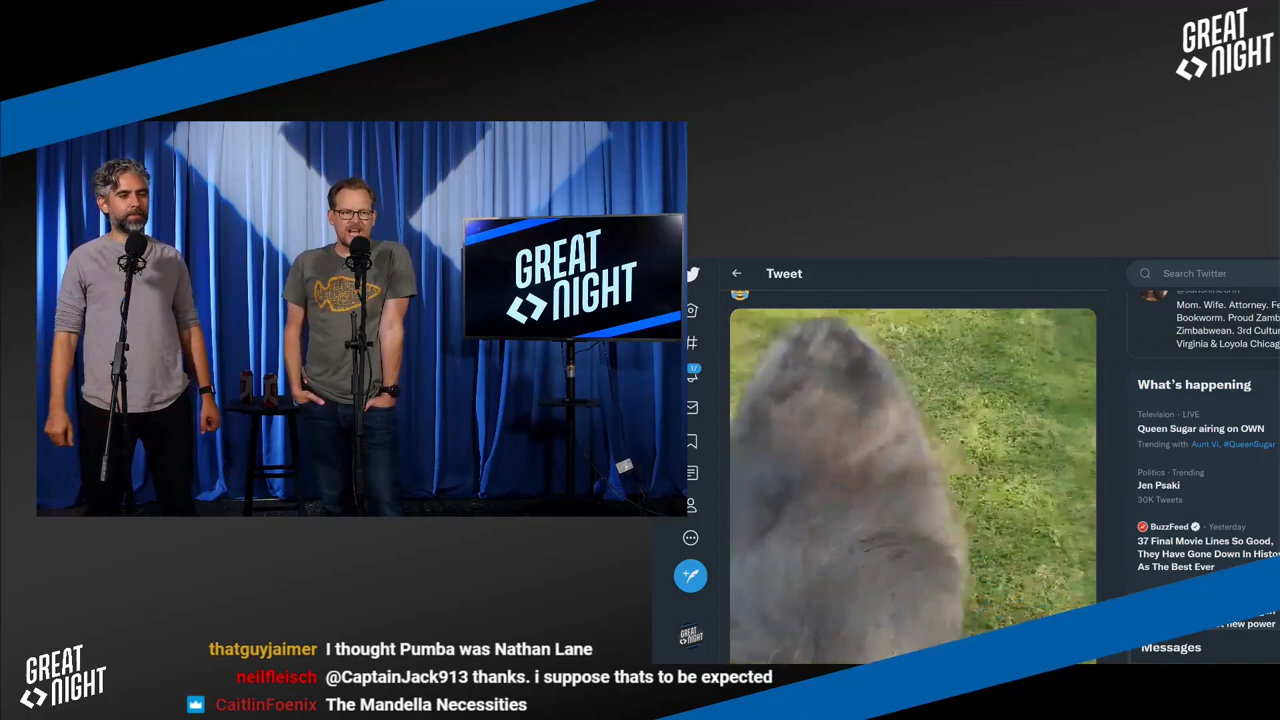 GREAT
NIGHT
GREAT
NIGHT
Tweet
Search Twitter
17
Mom. Wife. Attorney.
Bookworm. Proud
Zimbabwean. 3rd
Virginia & Loyola
What's happening
Television · LIVE
Queen Sugar airing on OWN
Trending with Aunt Vi, #QueenSugar
Politics · Trending
Jen Psaki
30K Tweets
BuzzFeed · Yesterday
37 Final Movie Lines So Good,
They Have Gone Down In
As The Best Ever
new power
Messages
GREAT
NIGHT
GREAT
NIGHT
thatguyjaimer I thought Pumba was Nathan Lane
neilfleisch @CaptainJack913 thanks. i suppose thats to be expected
CaitlinFoenix The Mandella Necessities